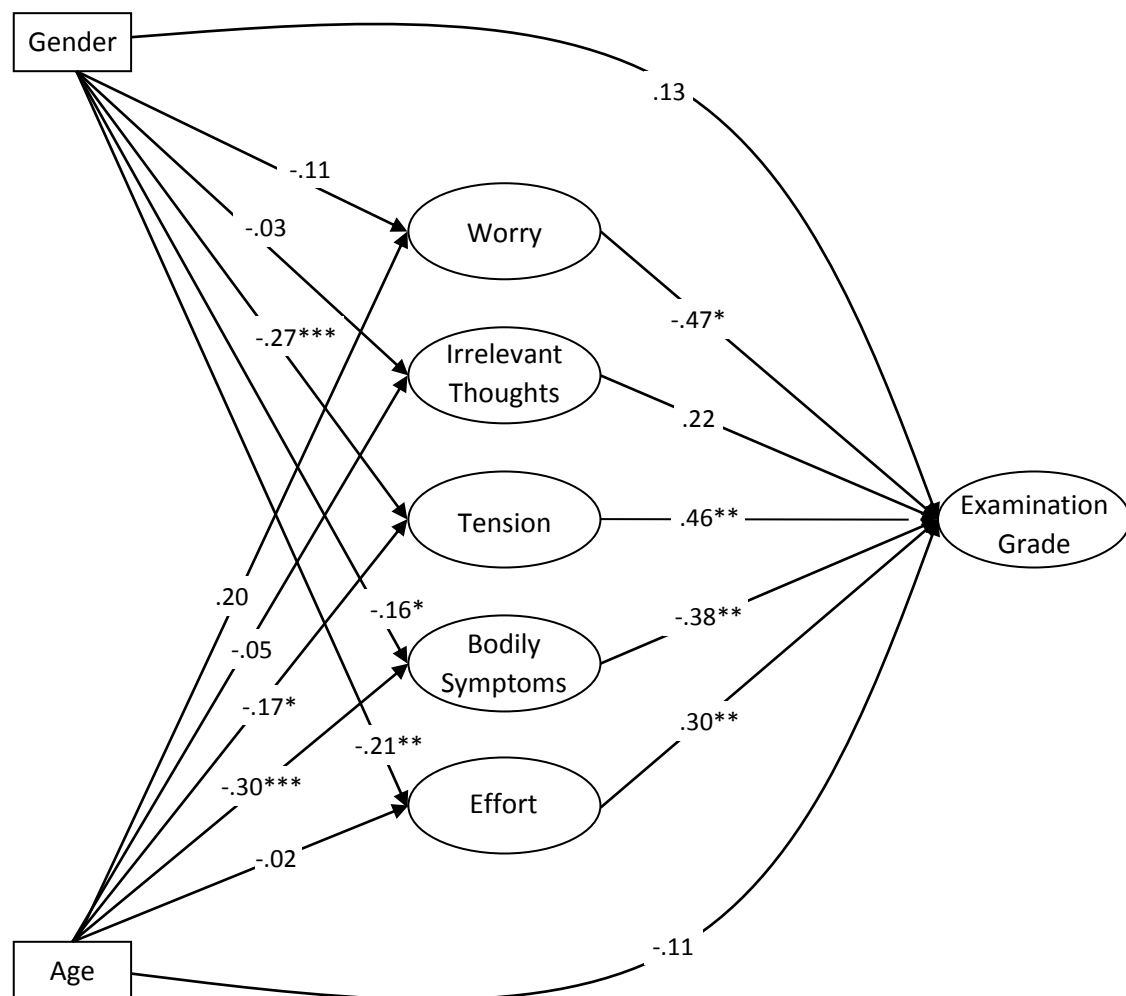 Gender
.13
-.11
-.03
Worry
-.47*
-.27***
Irrelevant
Thoughts
.22
Tension
.46**
Examination
Grade
.20
-.16*
-.38**
Bodily
Symptoms
-.05
-.17*
-.21**
.30**
-.30***
Effort
-.02
-.11
Age